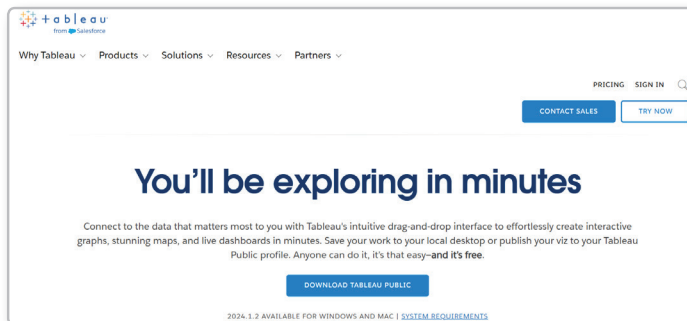 + a b | e a u
from Salesforce
Why Tableau Products Solutions Resources Partners
PRICING SIGN IN
CONTACT SALES TRY NOW
You'll be exploring in minutes
Connect to the data that matters most to you with Tableau's intuitive drag-and-drop interface to effortlessly create interactive
graphs, stunning maps, and live dashboards in minutes. Save your work to your local desktop or publish your viz to your Tableau
Public profile. Anyone can do it, it's that easy—and it's free.
DOWNLOAD TABLEAU PUBLIC
2024.1.2 AVAILABLE FOR WINDOWS AND MAC | SYSTEM REQUIREMENTS